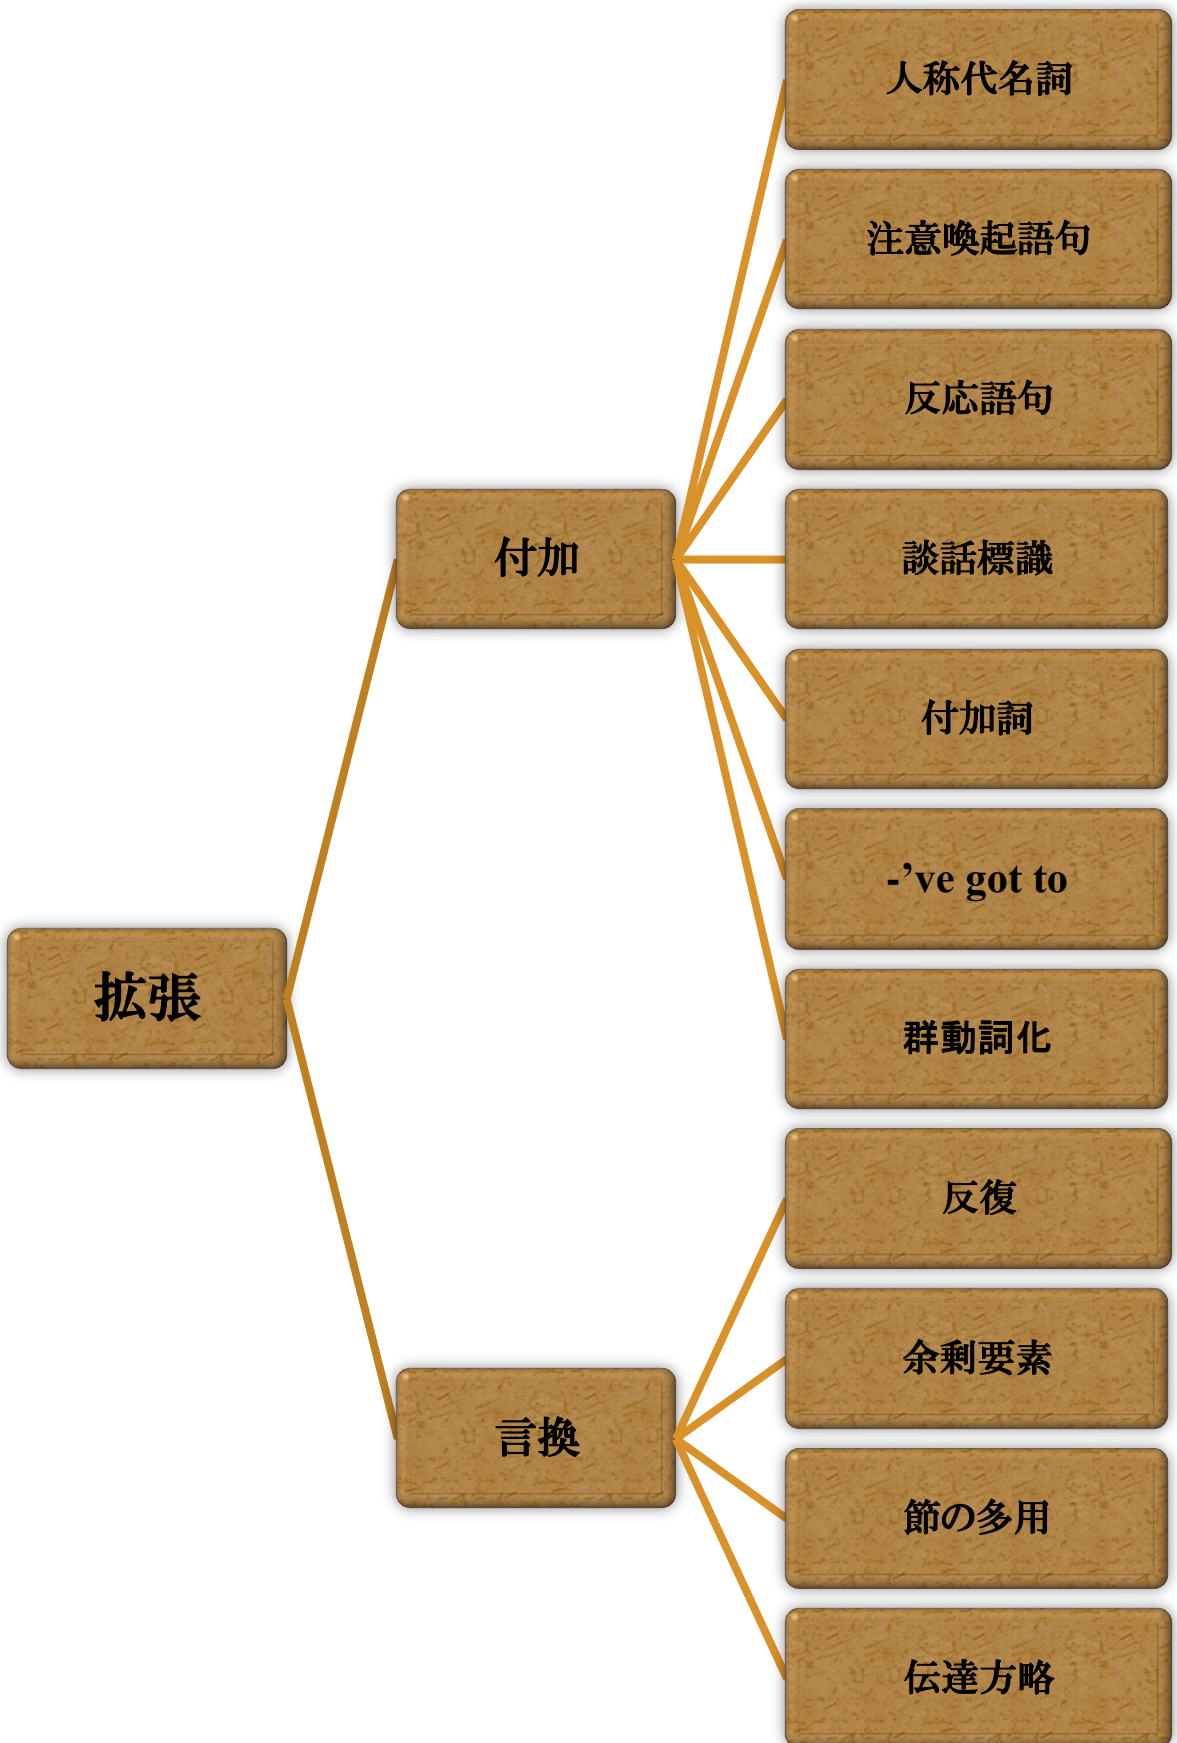 人称代名詞
注意喚起語句
反応語句
付加
談話標識
付加詞
-’ve got to
拡張
群動詞化
反復
余剰要素
言換
節の多用
伝達方略